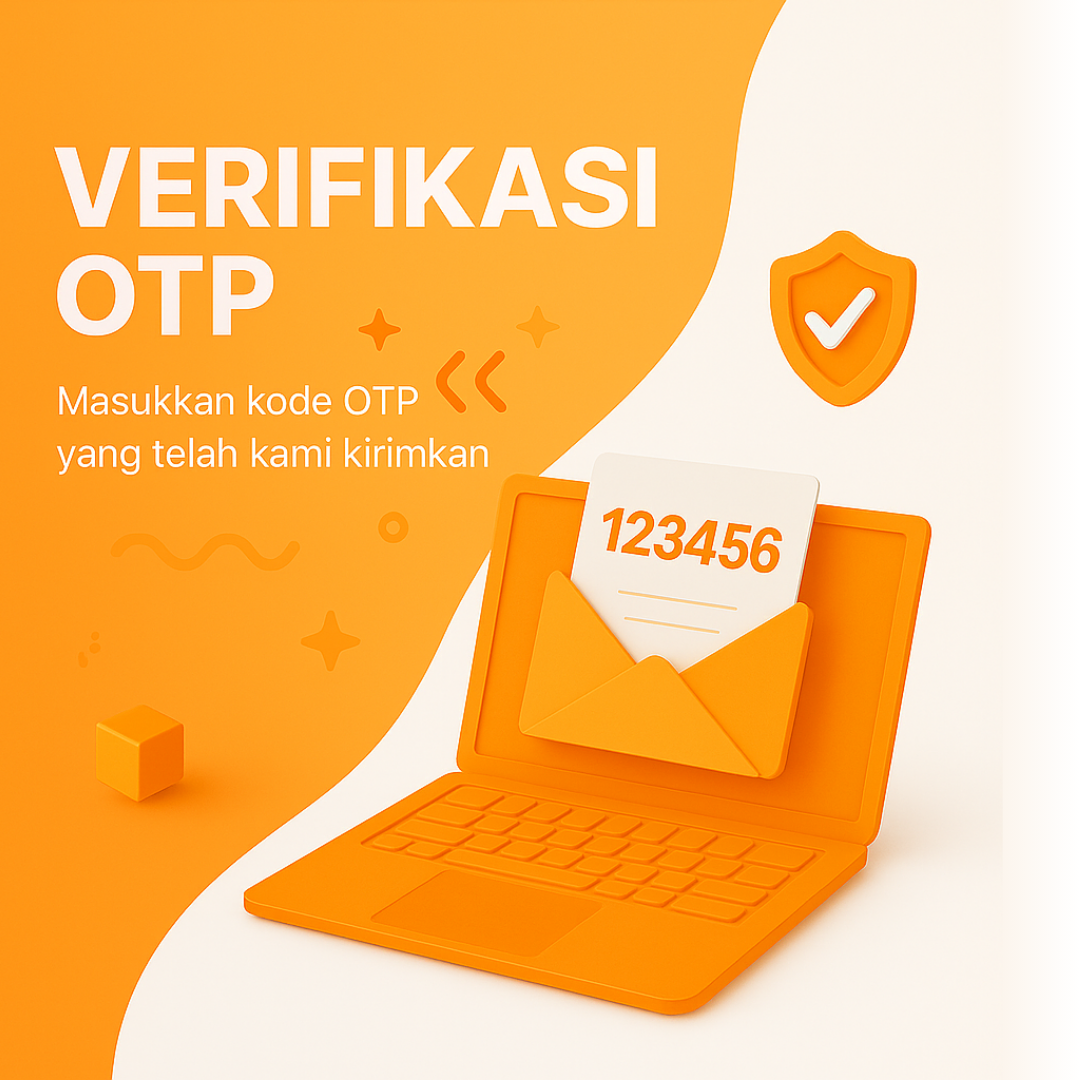 VERIFIKASI
OTP
Masukkan kode OTP
yang telah kami kirimkan
123456